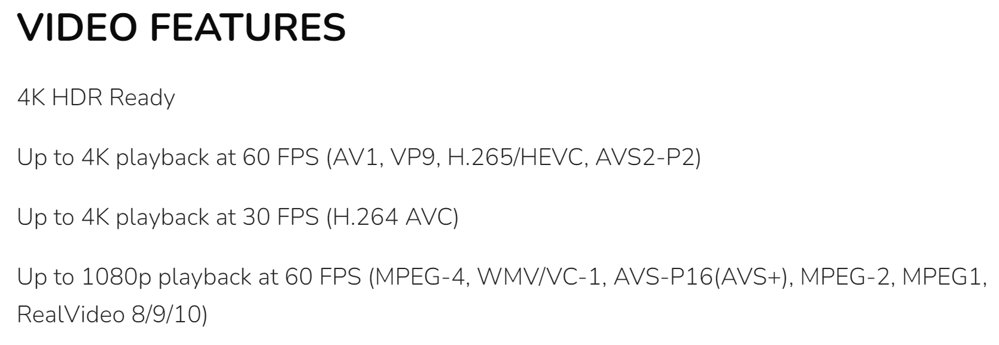 VIDEO FEATURES
4K HDR Ready
Up to 4K playback at 60 FPS (AV1, VP9, H.265/HEVC, AVS2-P2)
Up to 4K playback at 30 FPS (H.264 AVC)
Up to 1080p playback at 60 FPS (MPEG-4, WMV/VC-1, AVS-P16(AVS+), MPEG-2, MPEG1,
RealVideo 8/9/10)